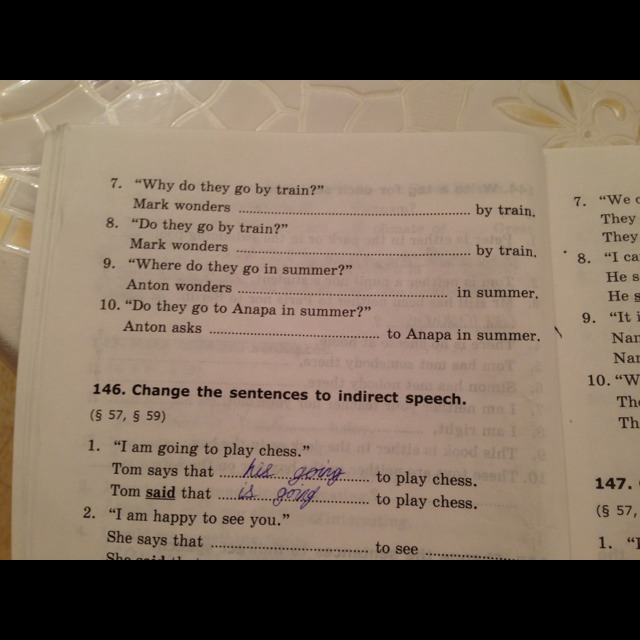 7. "Why do they go by train?"
Mark wonders ........................................ by train.
8. "Do they go by train?"
Mark wonders ........................................ by train.
9. "Where do they go in summer?"
Anton wonders ........................................ in summer.
10. "Do they go to Anapa in summer?"
Anton asks ........................................ to Anapa in summer.
146. Change the sentences to indirect speech.
(§ 57, § 59)
1. "I am going to play chess."
Tom says that his going to play chess.
Tom said that is going to play chess.
2. "I am happy to see you."
She says that ........................................ to see ....................
She said that
7. "We
They
They
8. "I
He
He
9. "It
10.
147.
(§ 57,
1.